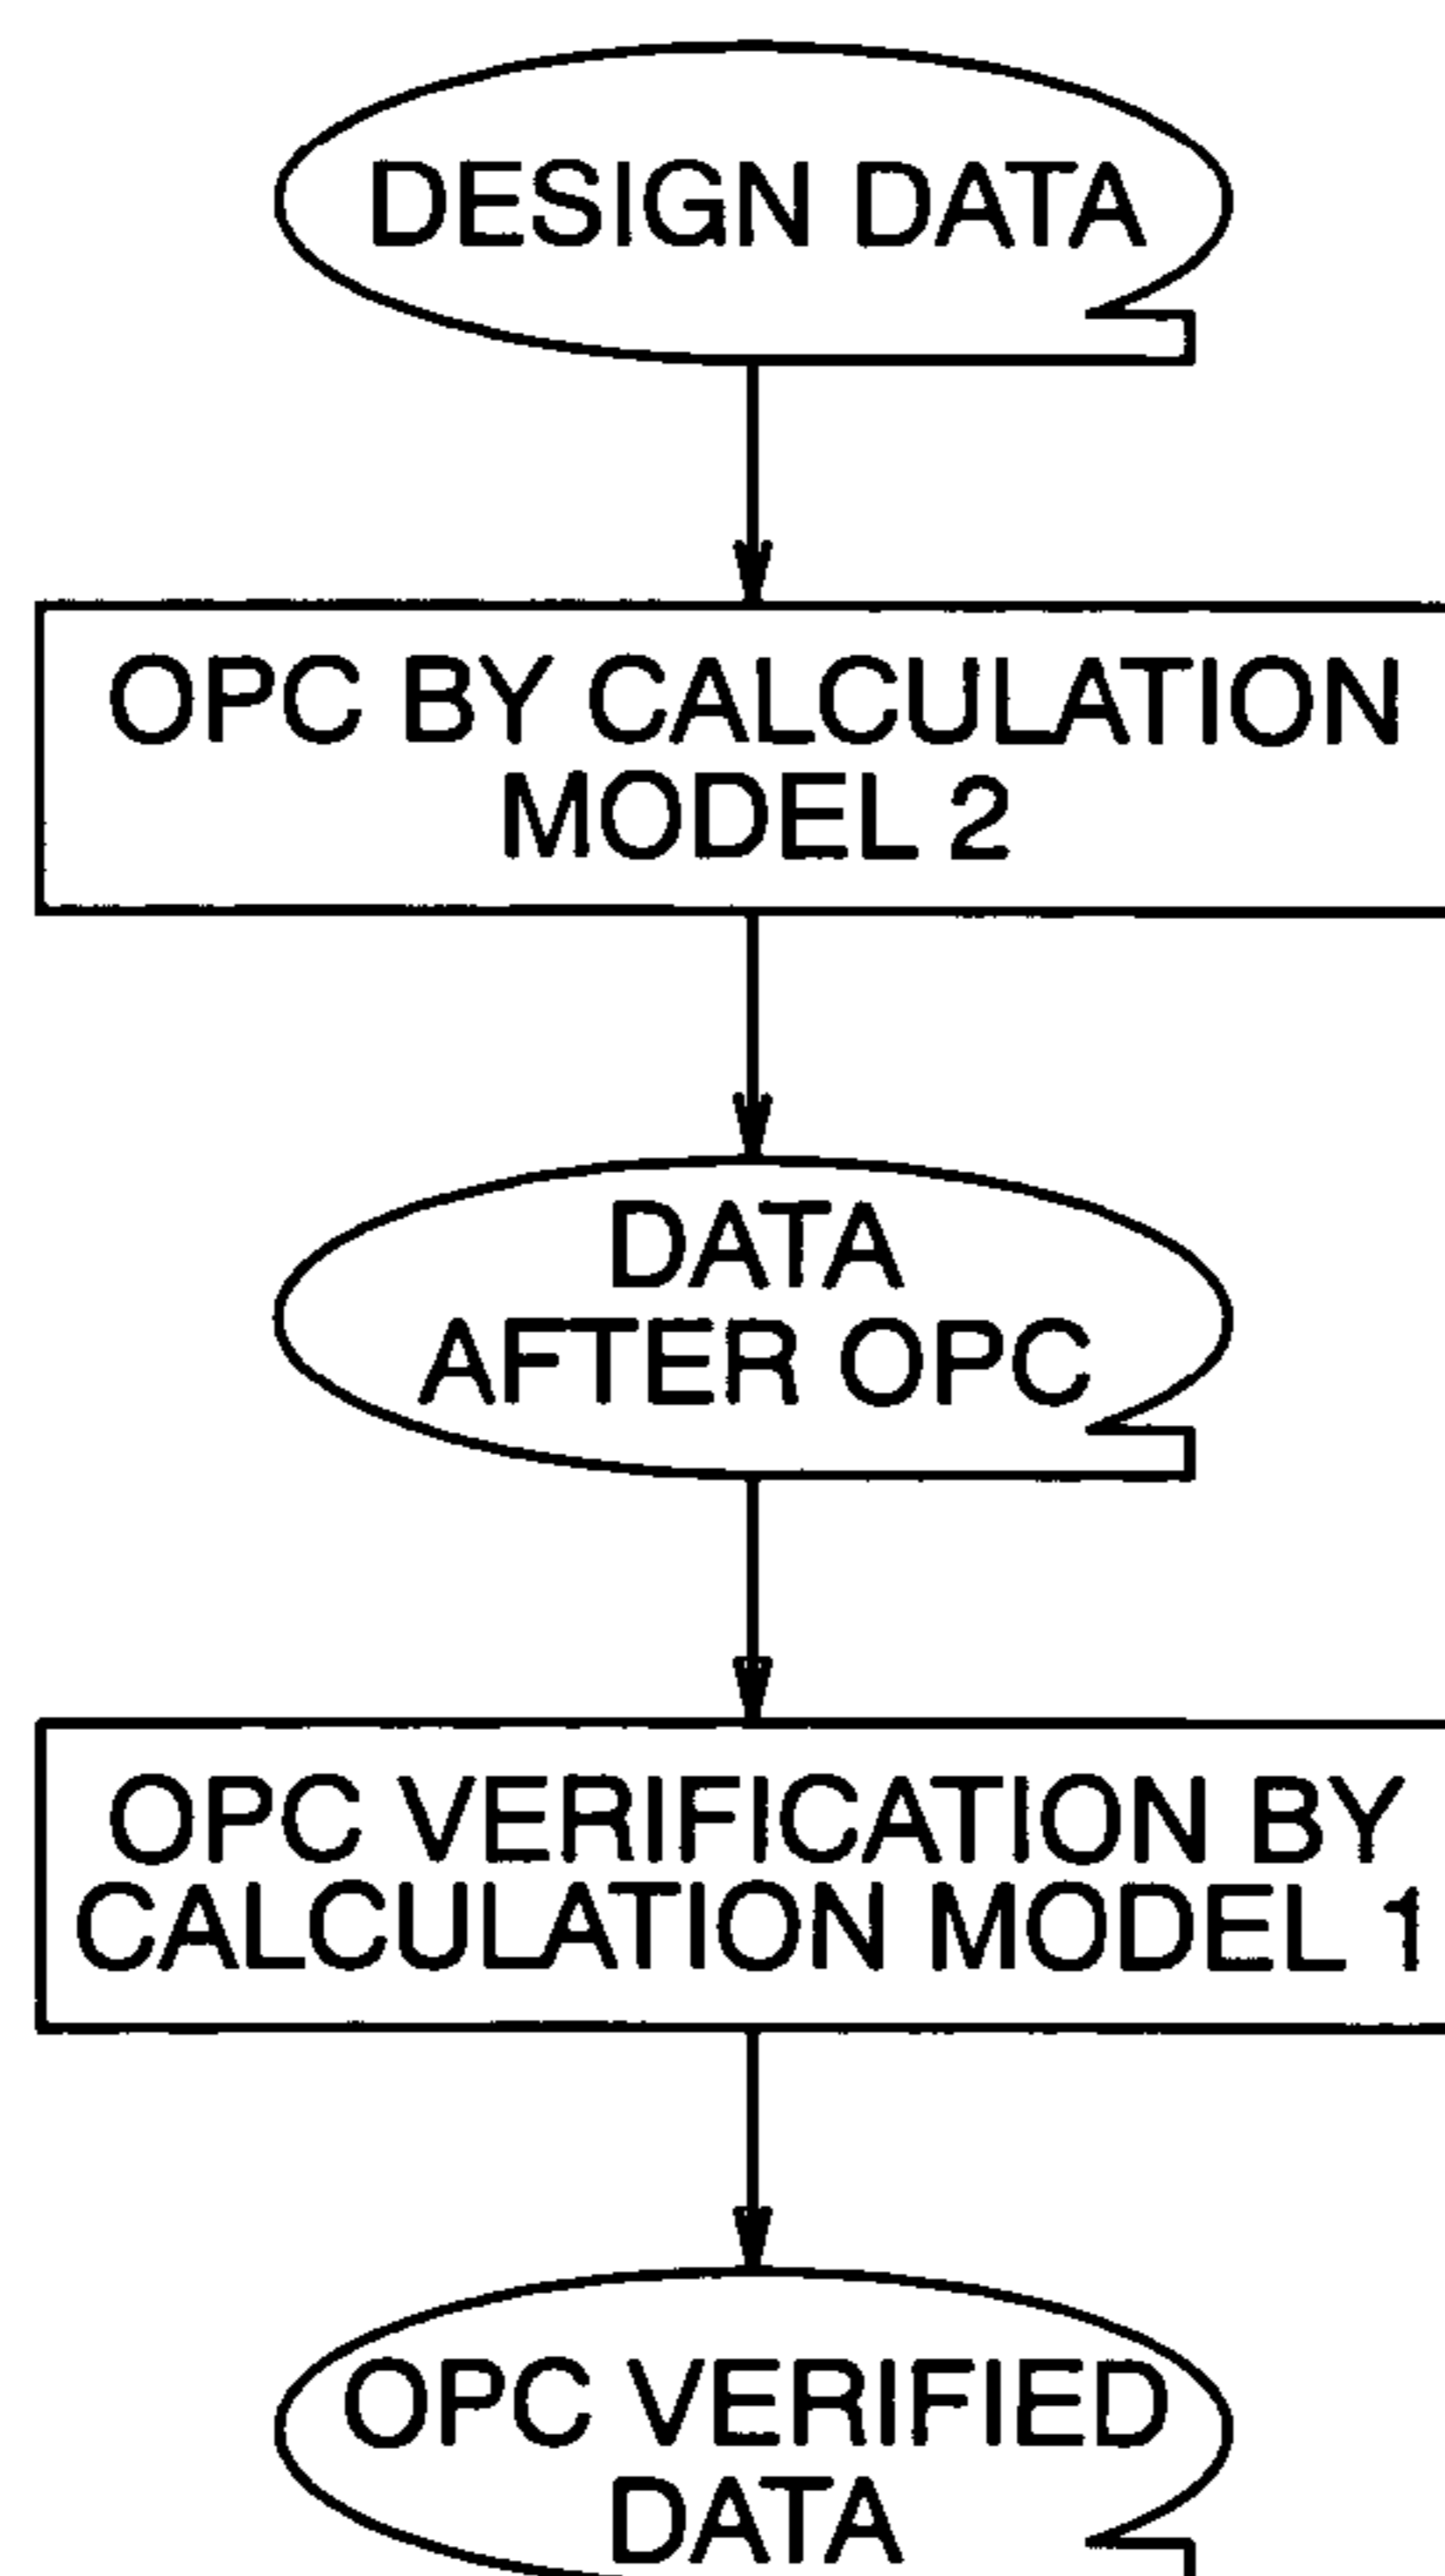 DESIGN DATA
OPC BY CALCULATION
MODEL 2
DATA
AFTER OPC
OPC VERIFICATION BY
CALCULATION MODEL 1
OPC VERIFIED
DATA